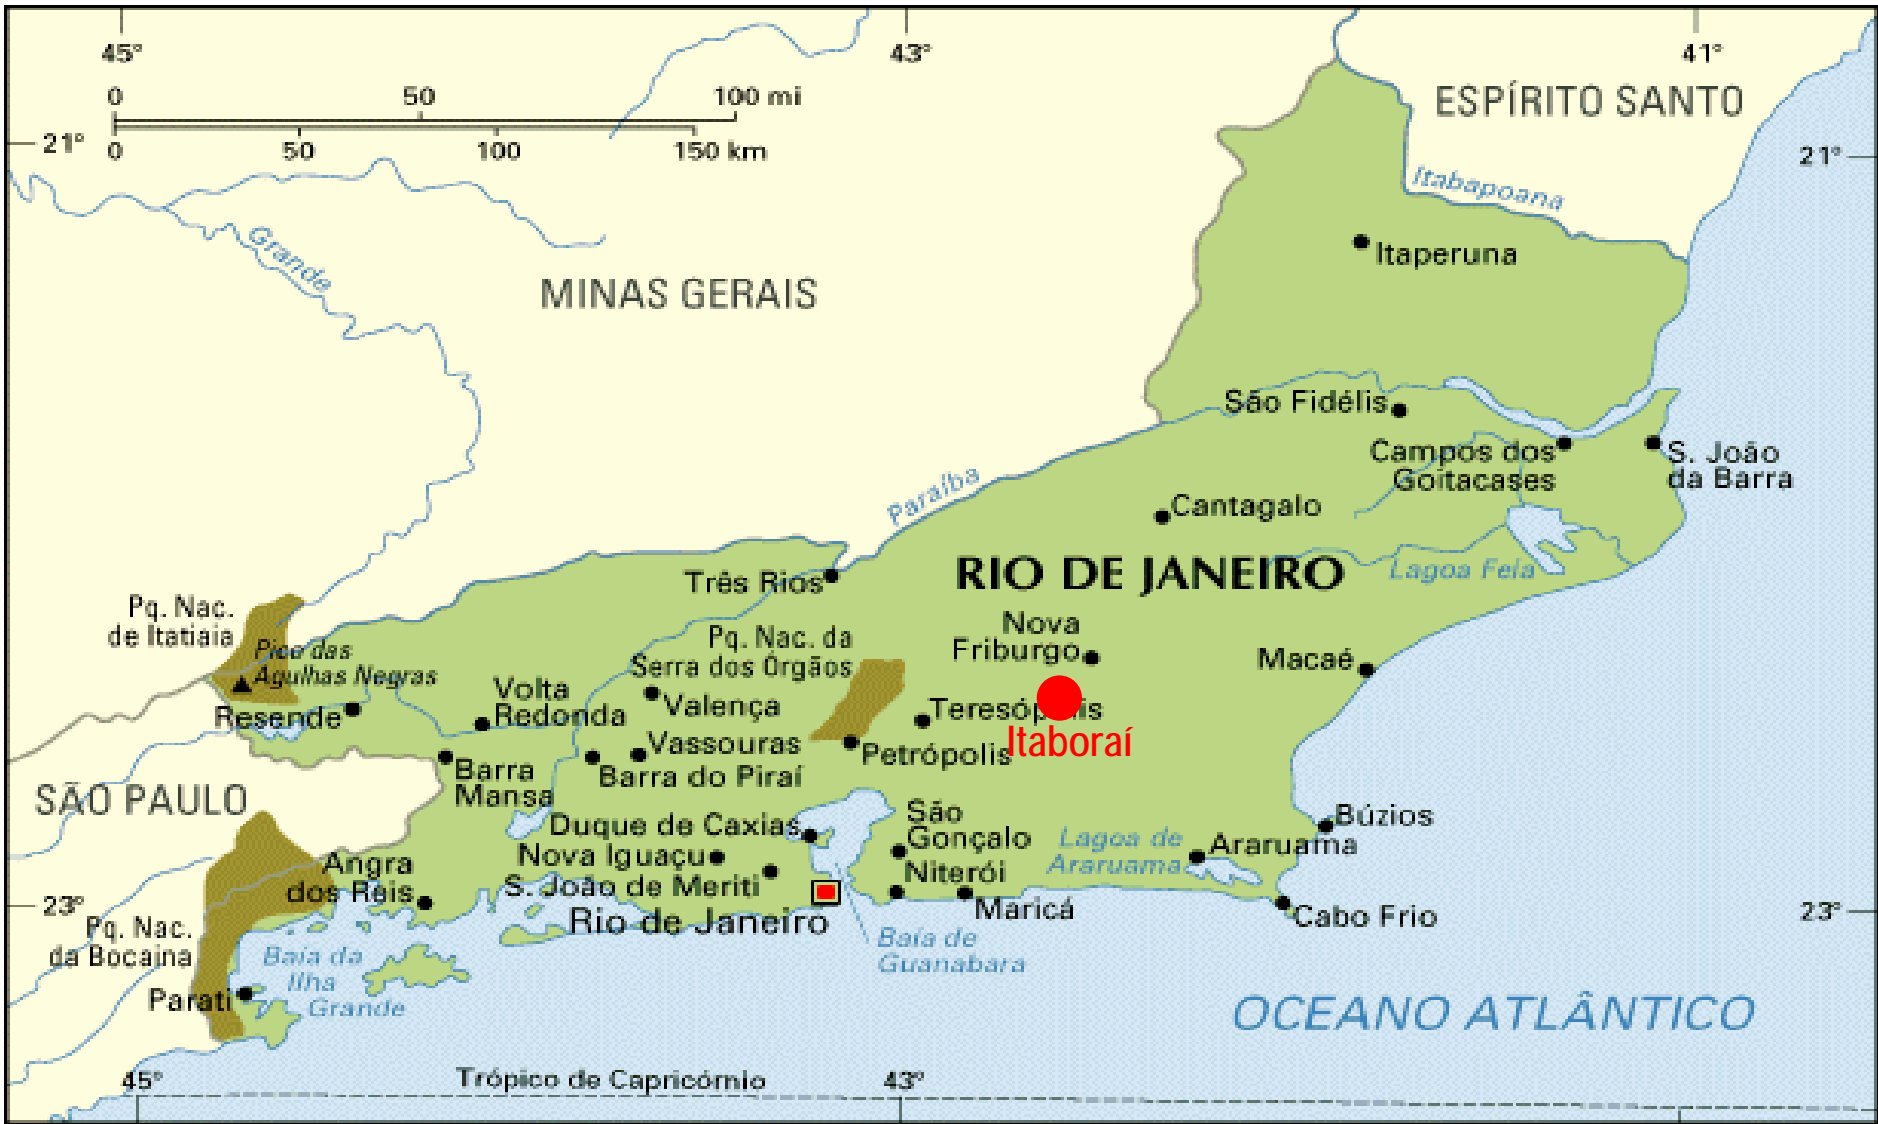 45°
43°
41°
0 50 100 mi
0 50 100 150 km
21°
21°
ESPÍRITO SANTO
Itabapoana
Grande
Itaperuna
MINAS GERAIS
São Fidélis
Campos dos
Goitacases
S. João
da Barra
Paraíba
Cantagalo
RIO DE JANEIRO
Lagoa Feia
Três Rios
Pq. Nac.
de Itatiaia
Pico das
Agulhas Negras
Pq. Nac. da
Serra dos Órgãos
Nova
Friburgo
Macaé
Resende
Volta
Redonda
Valença
Teresópolis
Itaboraí
Vassouras
Petrópolis
Barra
Mansa
Barra do Piraí
SÃO PAULO
Duque de Caxias
São
Gonçalo
Lagoa de
Araruama
Búzios
Araruama
Nova Iguaçu
Niterói
Angra
dos Reis
S. João de Meriti
Rio de Janeiro
Maricá
Cabo Frio
23°
23°
Pq. Nac.
da Bocaina
Baía da
Ilha
Grande
Baía de
Guanabara
Parati
OCEANO ATLÂNTICO
45°
Trópico de Capricórnio
43°